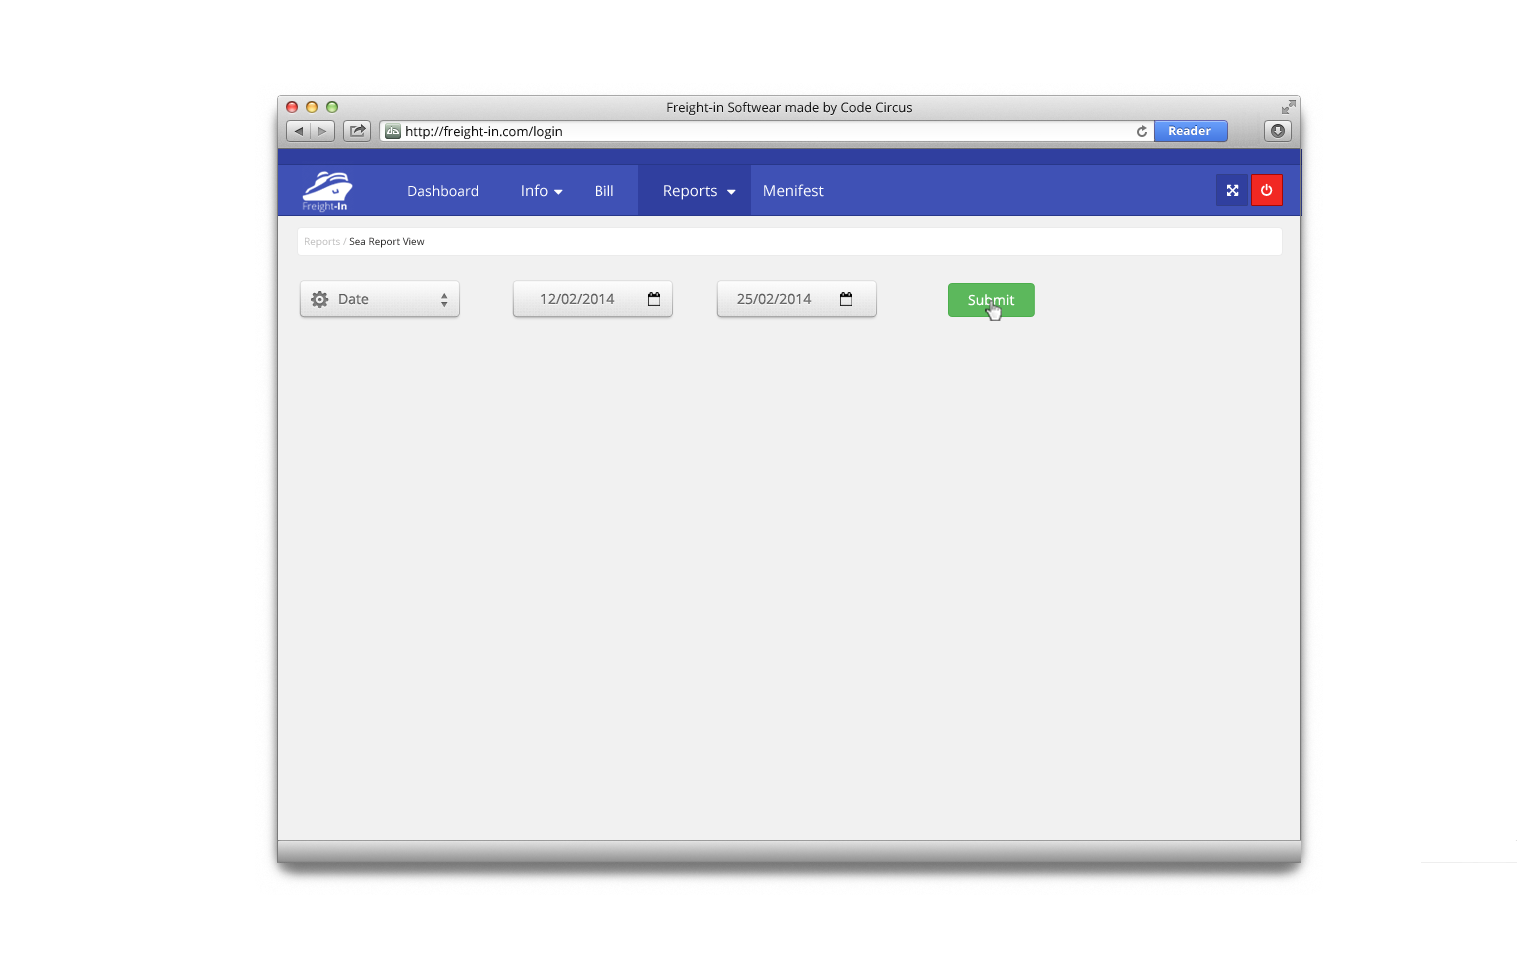 Freight-in Softwear made by Code Circus
http://freight-in.com/login
Reader
Freight-In
Dashboard
Info
Bill
Reports
Menifest
Reports / Sea Report View
Date
12/02/2014
25/02/2014
Submit